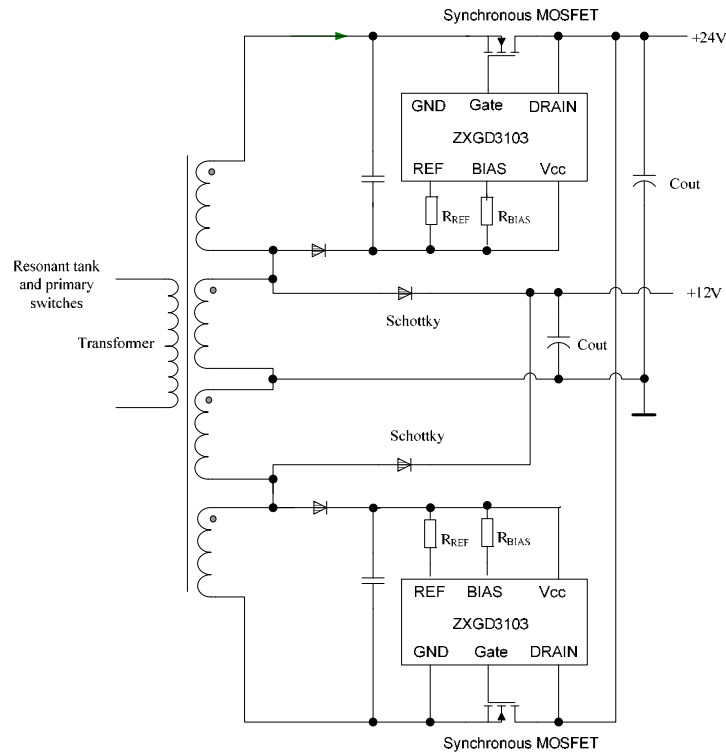 Synchronous MOSFET
+24V
GND Gate DRAIN
ZXGD3103
REF BIAS Vcc
Cout
RREF RBIAS
Resonant tank
and primary
switches
+12V
Schottky
Transformer
Cout
Schottky
RREF RBIAS
REF BIAS Vcc
ZXGD3103
GND Gate DRAIN
Synchronous MOSFET